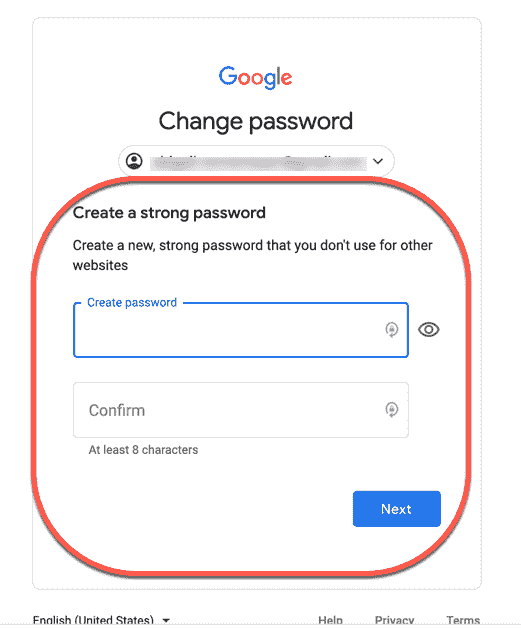 Google
Change password
Create a strong password
Create a new, strong password that you don't use for other
websites
Create password
Confirm
At least 8 characters
Next
English (United States) Help Privacy Terms